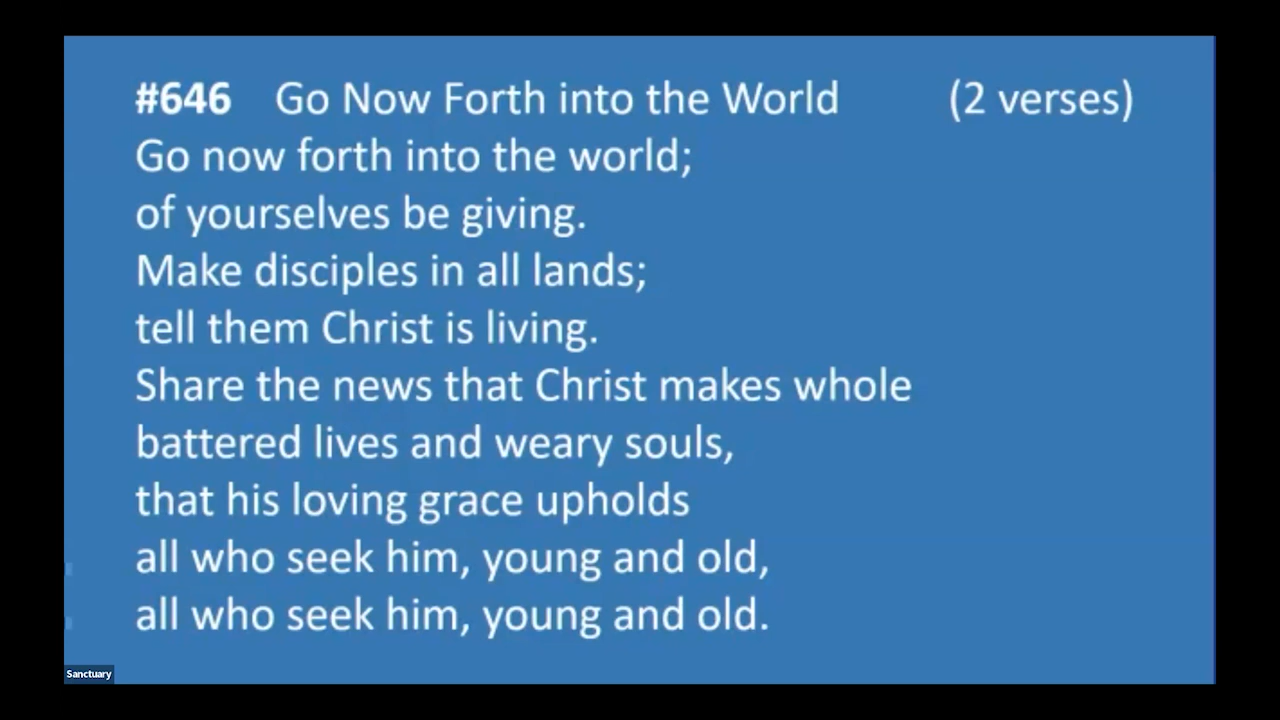 #646 Go Now Forth into the World (2 verses)
Go now forth into the world;
of yourselves be giving.
Make disciples in all lands;
tell them Christ is living.
Share the news that Christ makes whole
battered lives and weary souls,
that his loving grace upholds
all who seek him, young and old,
all who seek him, young and old.
Sanctuary